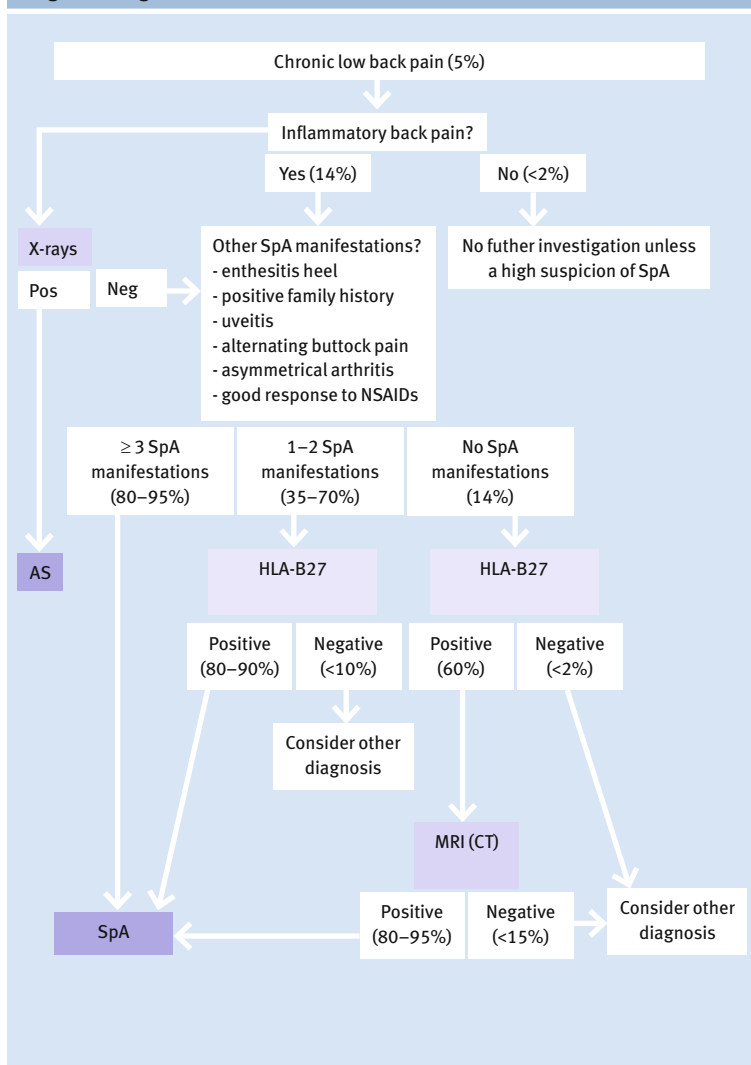 Chronic low back pain (5%)
Inflammatory back pain?
Yes (14%)
No (<2%)
X-rays
Pos
Neg
Other SpA manifestations?
- enthesitis heel
- positive family history
- uveitis
- alternating buttock pain
- asymmetrical arthritis
- good response to NSAIDs
No futher investigation unless
a high suspicion of SpA
≥ 3 SpA
manifestations
(80–95%)
1–2 SpA
manifestations
(35–70%)
No SpA
manifestations
(14%)
AS
HLA-B27
HLA-B27
Positive
(80–90%)
Negative
(<10%)
Positive
(60%)
Negative
(<2%)
Consider other
diagnosis
MRI (CT)
Positive
(80–95%)
Negative
(<15%)
Consider other
diagnosis
SpA